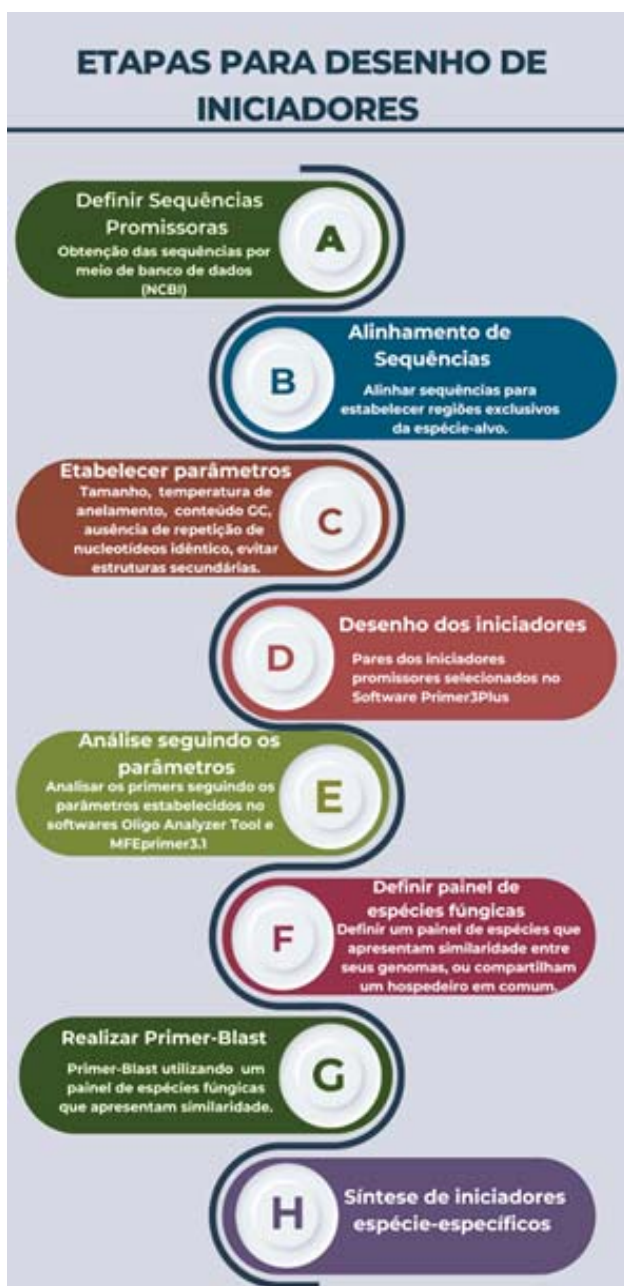 ETAPAS PARA DESENHO DE
INICIADORES
Definir Sequências
Promissoras
Obtenção das sequências por
meio de banco de dados
(NCBI)
A
Alinhamento de
Sequências
Alinhar sequências para
estabelecer regiões exclusivos
da espécie-alvo.
B
Etabelecer parâmetros
Tamanho, temperatura de
anelamento, conteúdo GC,
ausência de repetição de
nucleotídeos idêntico, evitar
estruturas secundárias.
C
Desenho dos iniciadores
Pares dos iniciadores
promissores selecionados no
Software Primer3Plus
D
Análise seguindo os
parâmetros
Analisar os primers seguindo os
parâmetros estabelecidos no
softwares Oligo Analyzer Tool e
MFEprimer3.1
E
Definir painel de
espécies fúngicas
Definir um painel de espécies que
apresentam similaridade entre
seus genomas, ou compartilham
um hospedeiro em comum.
F
Realizar Primer-Blast
Primer-Blast utilizando um
painel de espécies fúngicas
que apresentam similaridade.
G
Síntese de iniciadores
espécie-específicos
H